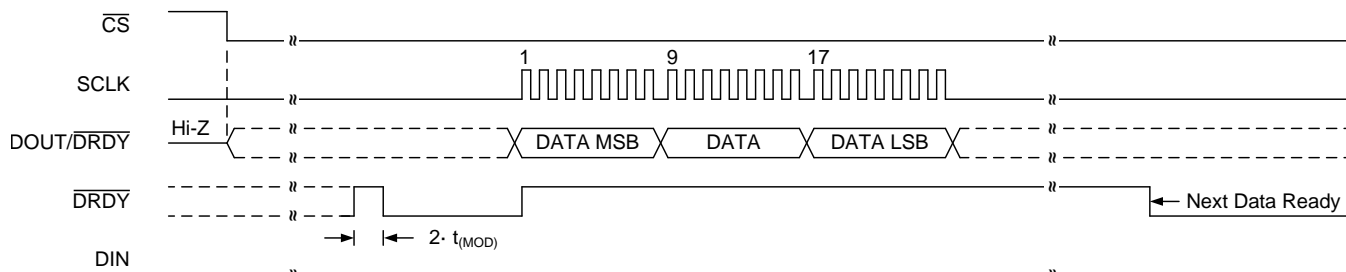 CS
1 9 17
SCLK
Hi-Z
DOUT/DRDY DATA MSB DATA DATA LSB
DRDY Next Data Ready
2· t(MOD)
DIN